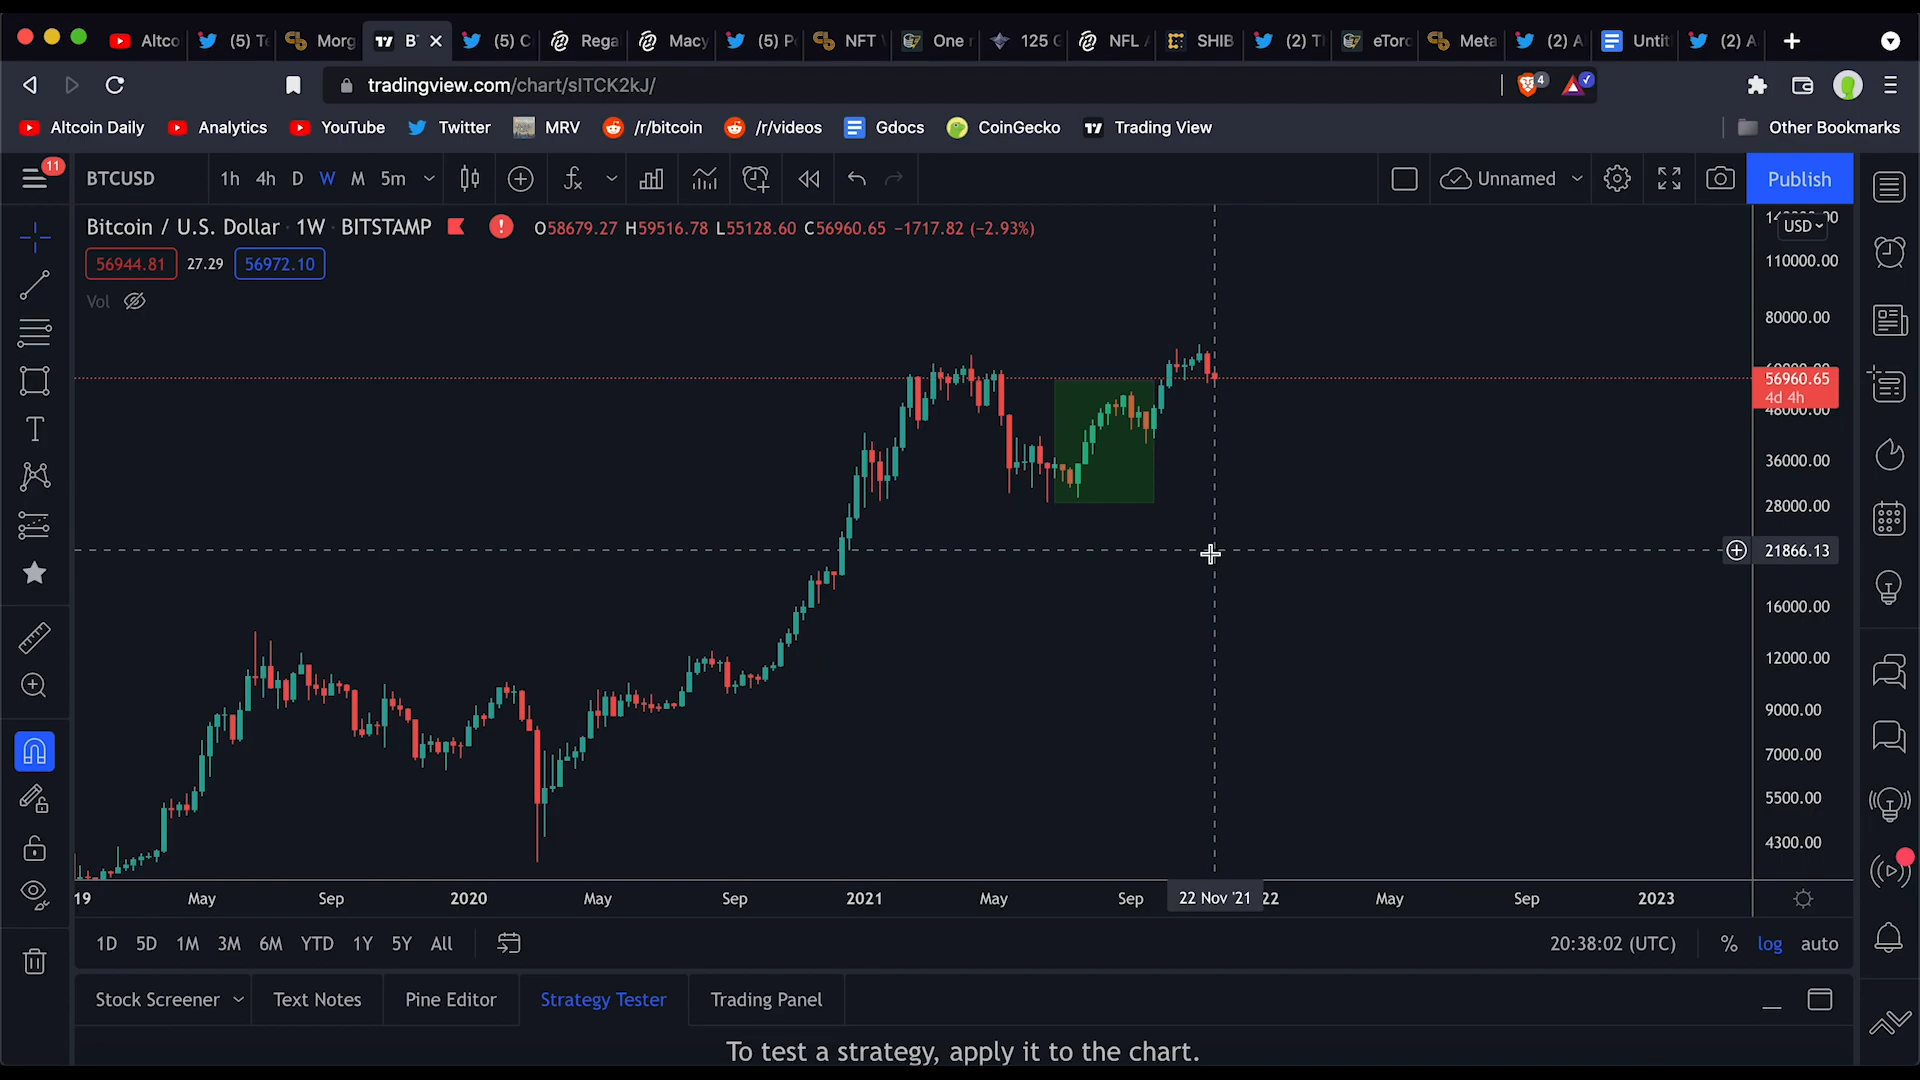 Altco (5) Te Morg B (5) C Rega Macy (5) P NFT One r 125 G NFL SHIB (2) T eTorc Meta (2) A Untit (2) A
tradingview.com/chart/sITCK2kJ/ 4
Altcoin Daily Analytics YouTube Twitter MRV /r/bitcoin /r/videos Gdocs CoinGecko Trading View Other Bookmarks
11 BTCUSD 1h 4h D W M 5m Unnamed Publish
Bitcoin / U.S. Dollar · 1W · BITSTAMP O58679.27 H59516.78 L55128.60 C56960.65 −1717.82 (−2.93%)
56944.81 27.29 56972.10
Vol
USD
110000.00
80000.00
56960.65
4d 4h
48000.00
36000.00
28000.00
21866.13
16000.00
12000.00
9000.00
7000.00
5500.00
4300.00
19 May Sep 2020 May Sep 2021 May Sep 22 Nov '21 22 May Sep 2023
1D 5D 1M 3M 6M YTD 1Y 5Y All 20:38:02 (UTC) % log auto
Stock Screener Text Notes Pine Editor Strategy Tester Trading Panel
To test a strategy, apply it to the chart.